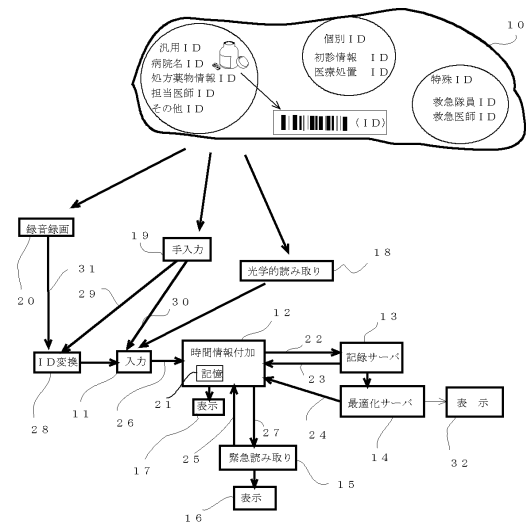 10
汎用ID
病院名ID
処方薬物情報ID
担当医師ID
その他ID
個別ID
初診情報 ID
医療処置 ID
特殊ID
救急隊員ID
救急医師ID
(ID)
録音録画
20
31
19
手入力
29
30
光学的読み取り
18
12
22
13
時間情報付加
記録サーバ
23
ID変換
入力
記憶
21
28
11
26
表示
17
25
27
24
最適化サーバ
14
表 示
32
緊急読み取り
15
16
表示